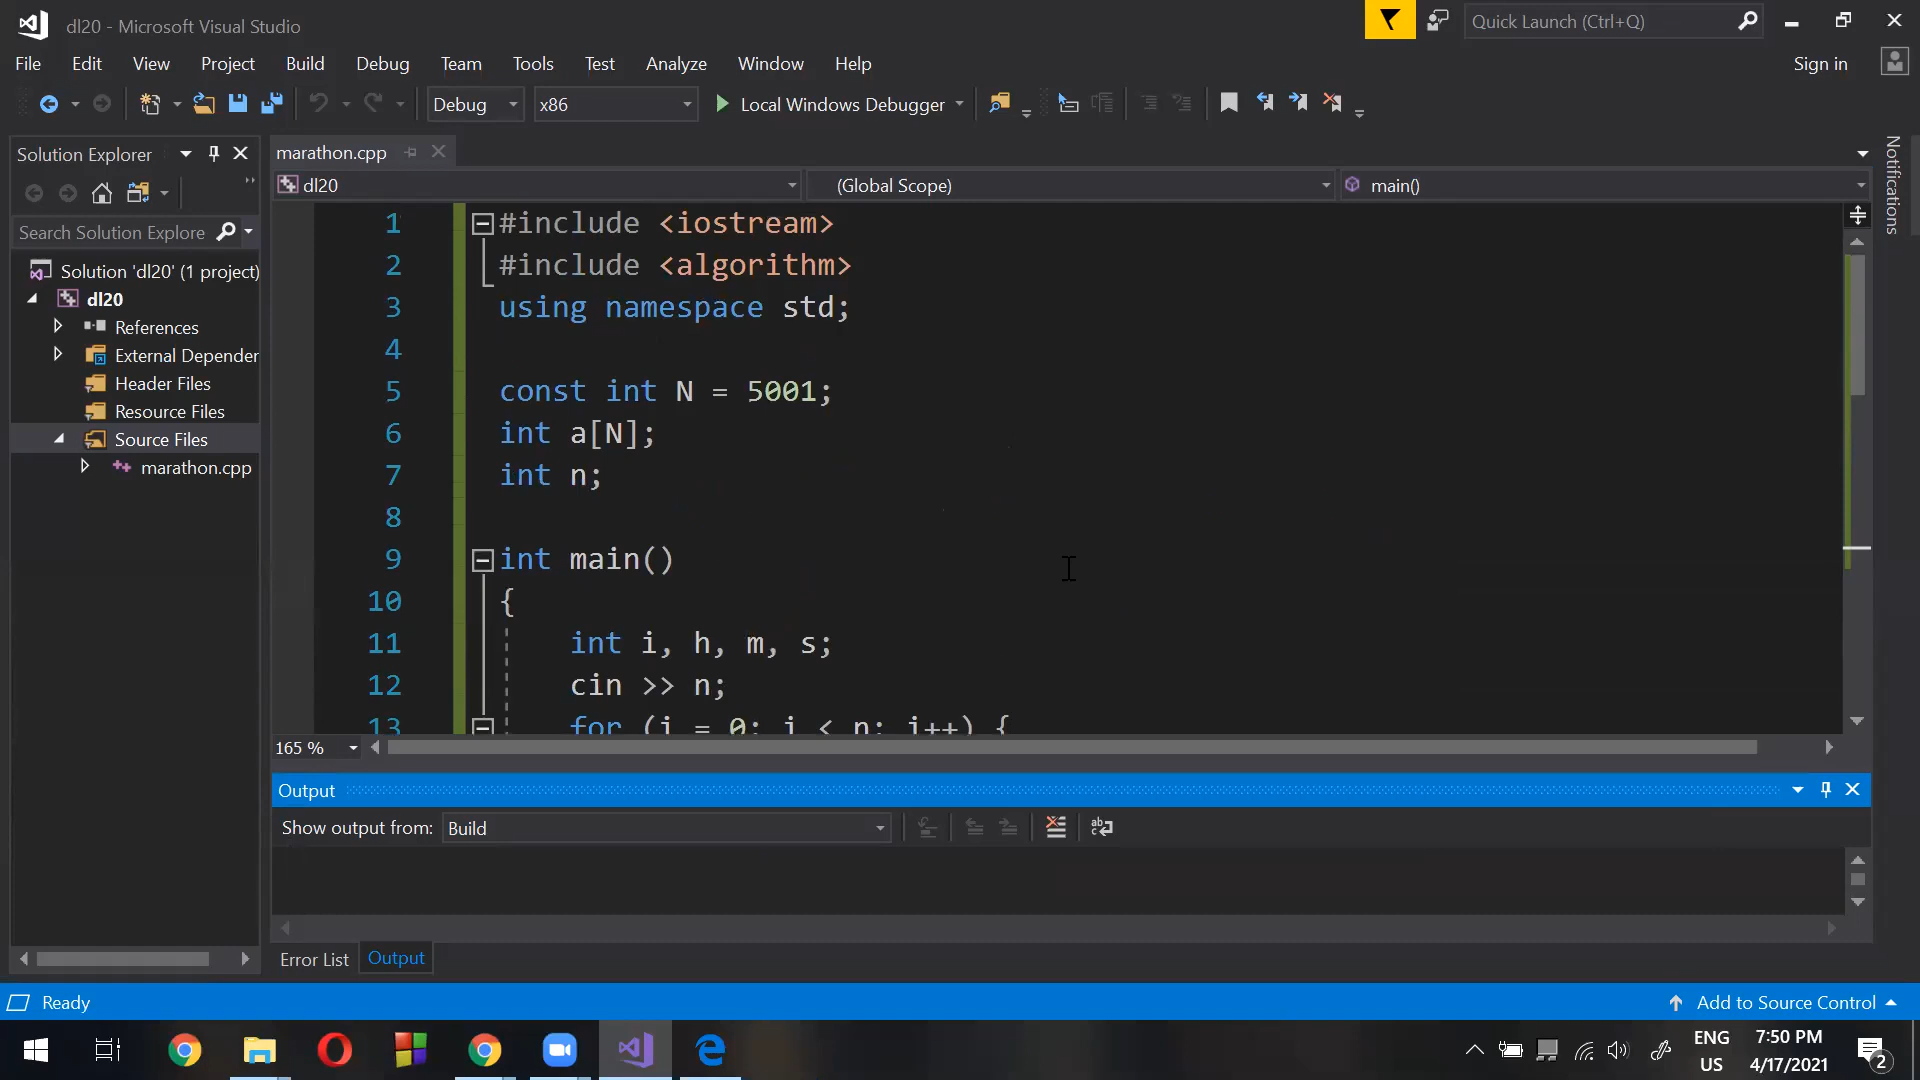 dl20 - Microsoft Visual Studio
Quick Launch (Ctrl+Q)
File Edit View Project Build Debug Team Tools Test Analyze Window Help
Sign in
Debug
x86
Local Windows Debugger
Solution Explorer
Search Solution Explore
Solution 'dl20' (1 project)
dl20
References
External Depender
Header Files
Resource Files
Source Files
marathon.cpp
marathon.cpp
dl20
(Global Scope)
main()
1 #include <iostream>
2 #include <algorithm>
3 using namespace std;
4
5 const int N = 5001;
6 int a[N];
7 int n;
8
9 int main()
10 {
11 int i, h, m, s;
12 cin >> n;
13 for (i = 0; i < n; i++) {
165 %
Output
Show output from: Build
Error List
Output
Notifications
Ready
Add to Source Control
ENG
US
7:50 PM
4/17/2021
2